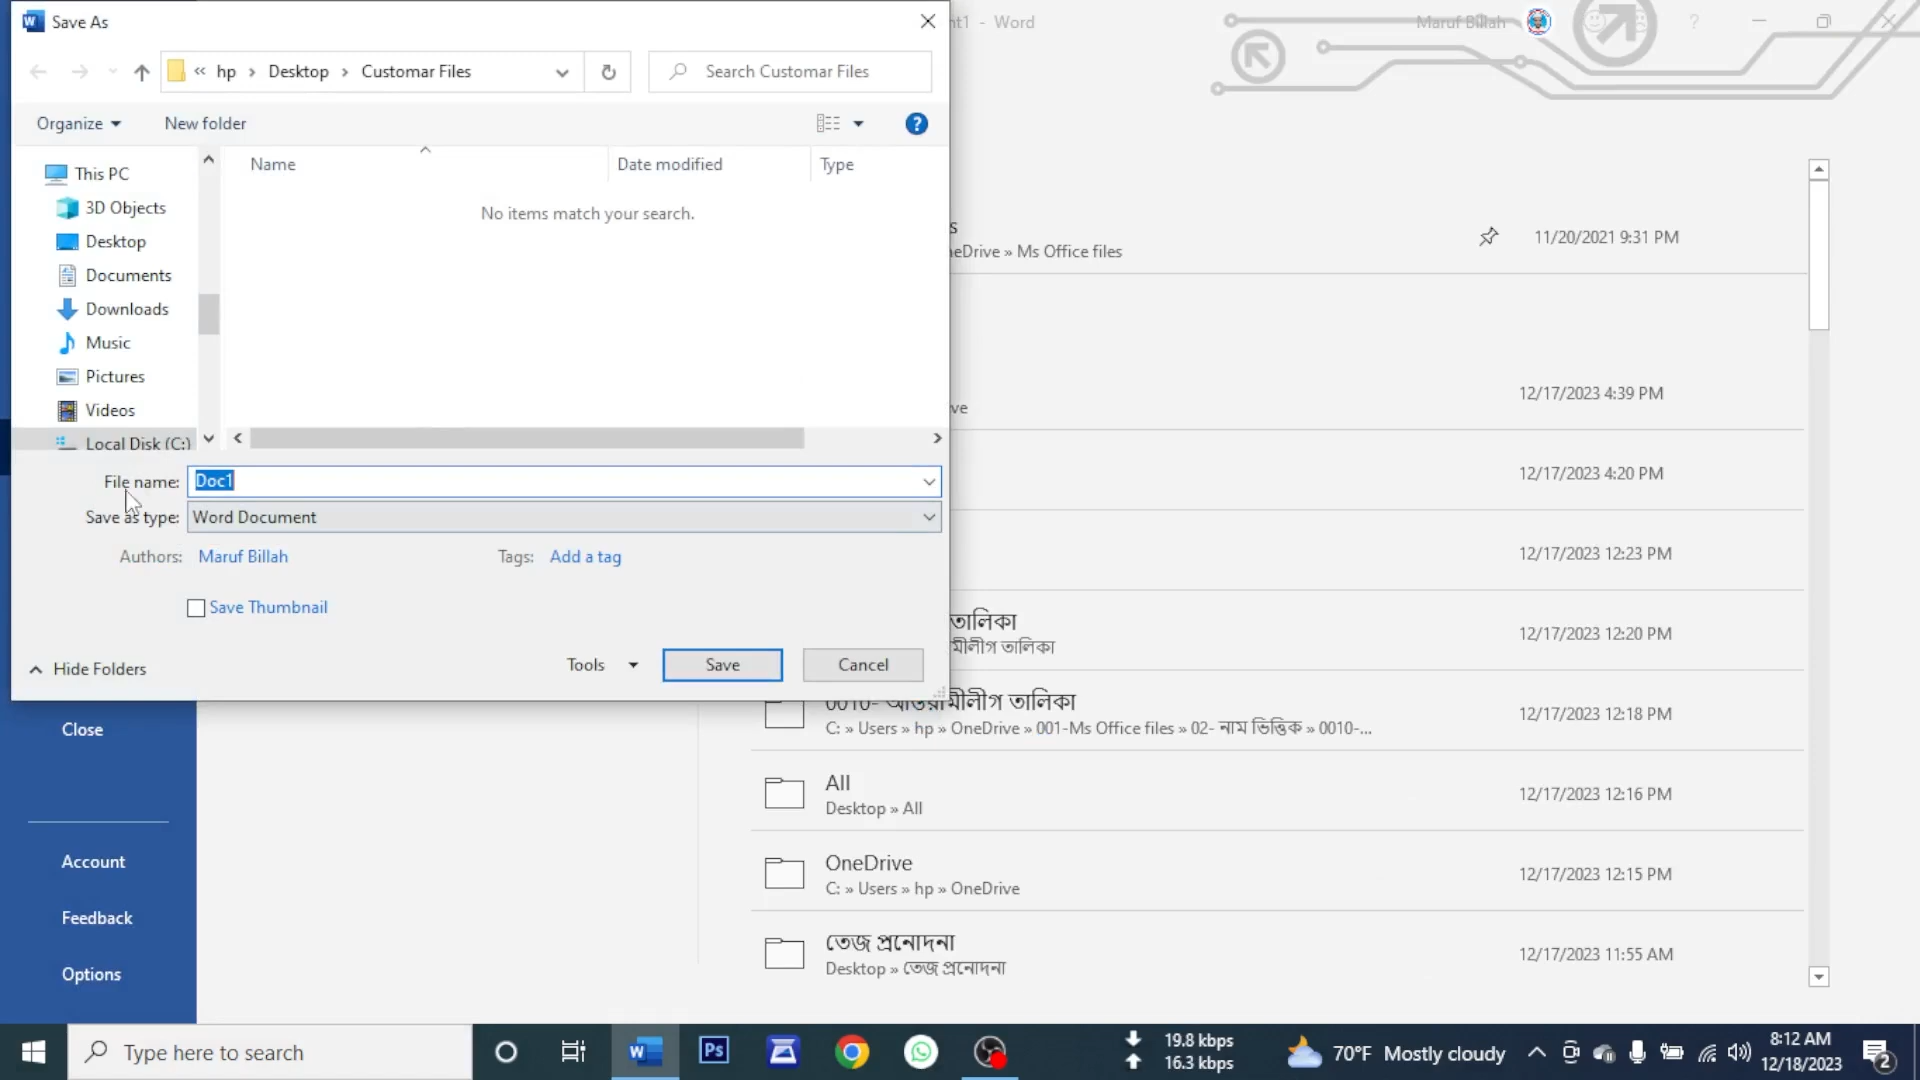 Save As
nt1 - Word
Maruf Billah
« hp › Desktop › Customar Files
Search Customar Files
Organize
New folder
Name
Date modified
Type
This PC
3D Objects
Desktop
Documents
Downloads
Music
Pictures
Videos
Local Disk (C:)
No items match your search.
File name: Doc1
Save as type: Word Document
Authors: Maruf Billah
Tags: Add a tag
Save Thumbnail
Hide Folders
Tools
Save
Cancel
s
neDrive » Ms Office files
11/20/2021 9:31 PM
ve
12/17/2023 4:39 PM
12/17/2023 4:20 PM
12/17/2023 12:23 PM
তালিকা
মীলীগ তালিকা
12/17/2023 12:20 PM
তালিকা
C: » Users » hp » OneDrive » 001-Ms Office files » 02- নাম ভিত্তিক » 0010-...
12/17/2023 12:18 PM
All
Desktop » All
12/17/2023 12:16 PM
OneDrive
C: » Users » hp » OneDrive
12/17/2023 12:15 PM
তেজ প্রনোদনা
Desktop » তেজ প্রনোদনা
12/17/2023 11:55 AM
Close
Account
Feedback
Options
Type here to search
19.8 kbps
16.3 kbps
70°F Mostly cloudy
8:12 AM
12/18/2023
2